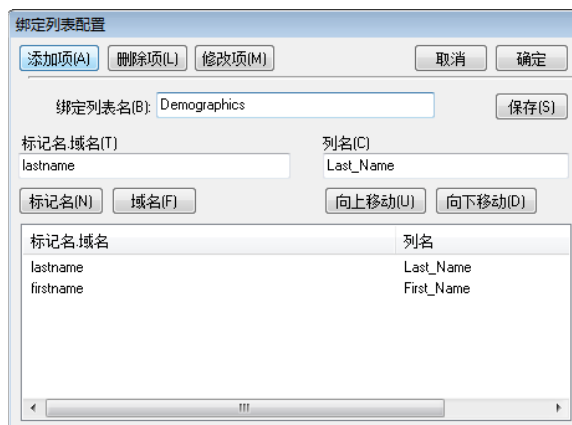 绑定列表配置
添加项(A) 删除项(L) 修改项(M) 取消 确定
绑定列表名(B): Demographics 保存(S)
标记名.域名(T) 列名(C)
lastname Last_Name
标记名(N) 域名(F) 向上移动(U) 向下移动(D)
标记名.域名 列名
lastname Last_Name
firstname First_Name